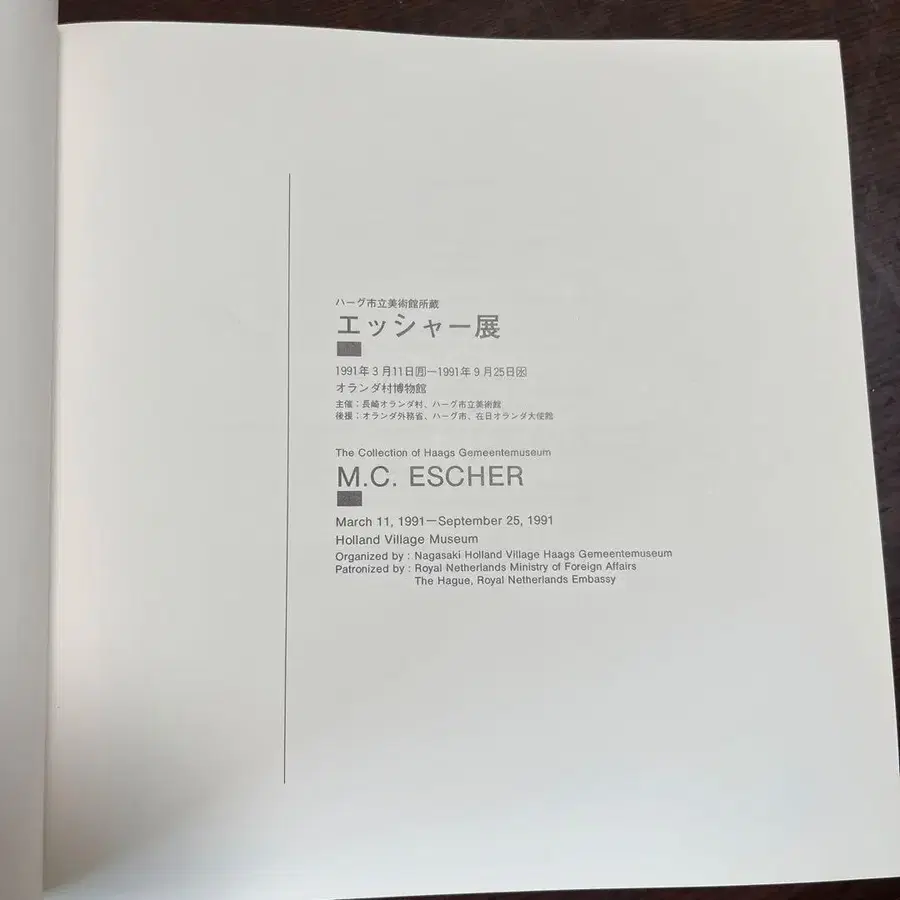 ハーグ市立美術館所蔵
エッシャー展
1991年3月11日㊊—1991年9月25日㊌
オランダ村博物館
主催：長崎オランダ村、ハーグ市立美術館
後援：オランダ外務省、ハーグ市、在日オランダ大使館
The Collection of Haags Gemeentemuseum
M.C. ESCHER
March 11, 1991—September 25, 1991
Holland Village Museum
Organized by : Nagasaki Holland Village Haags Gemeentemuseum
Patronized by : Royal Netherlands Ministry of Foreign Affairs
The Hague, Royal Netherlands Embassy